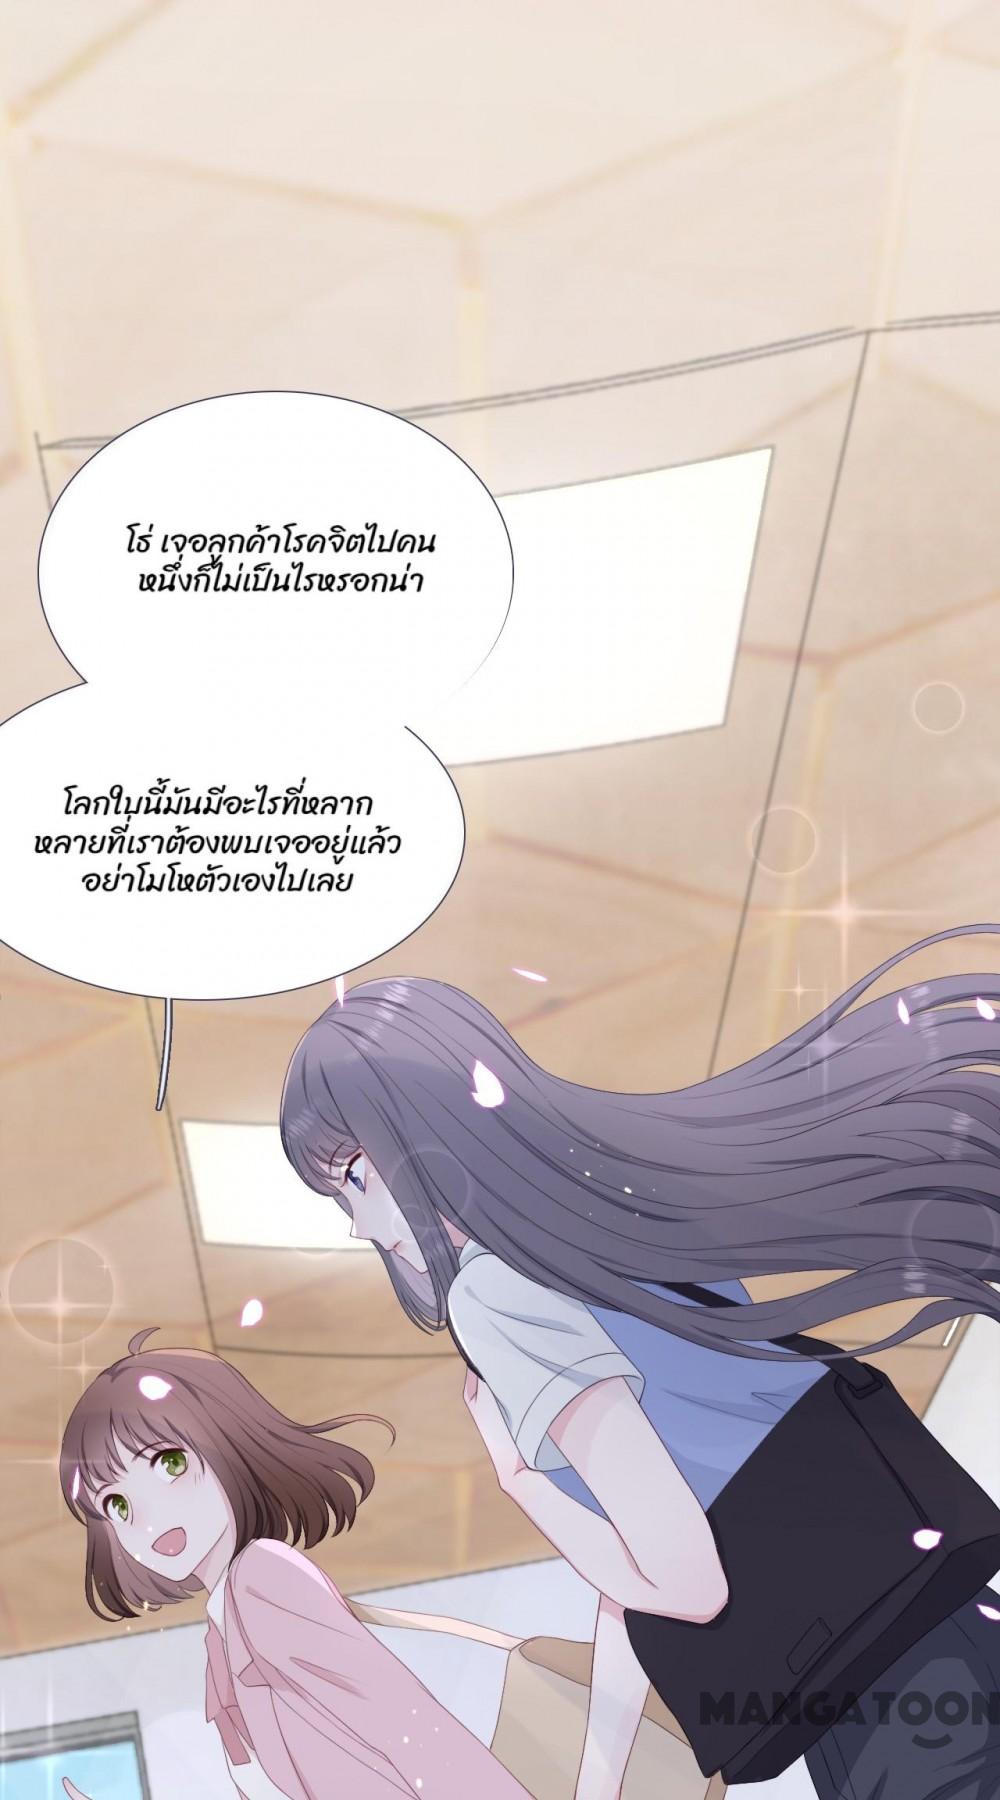 โธ่ เจอลูกค้าโรคจิตไปคน
หนึ่งก็ไม่เป็นไรหรอกน่า
โลกใบนี้มันมีอะไรที่หลาก
หลายที่เราต้องพบเจออยู่แล้ว
อย่าโมโหตัวเองไปเลย
MANGATOON